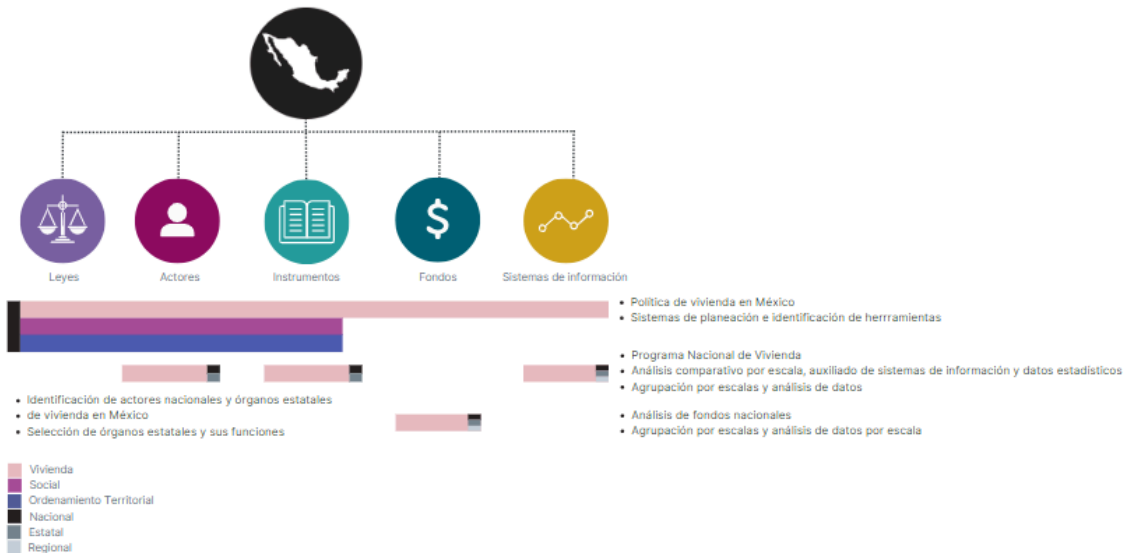 Leyes
Actores
Instrumentos
Fondos
Sistemas de información
• Política de vivienda en México
• Sistemas de planeación e identificación de herrramientas
• Programa Nacional de Vivienda
• Análisis comparativo por escala, auxiliado de sistemas de información y datos estadísticos
• Agrupación por escalas y análisis de datos
• Identificación de actores nacionales y órganos estatales
• de vivienda en México
• Selección de órganos estatales y sus funciones
• Análisis de fondos nacionales
• Agrupación por escalas y análisis de datos por escala
Vivienda
Social
Ordenamiento Territorial
Nacional
Estatal
Regional